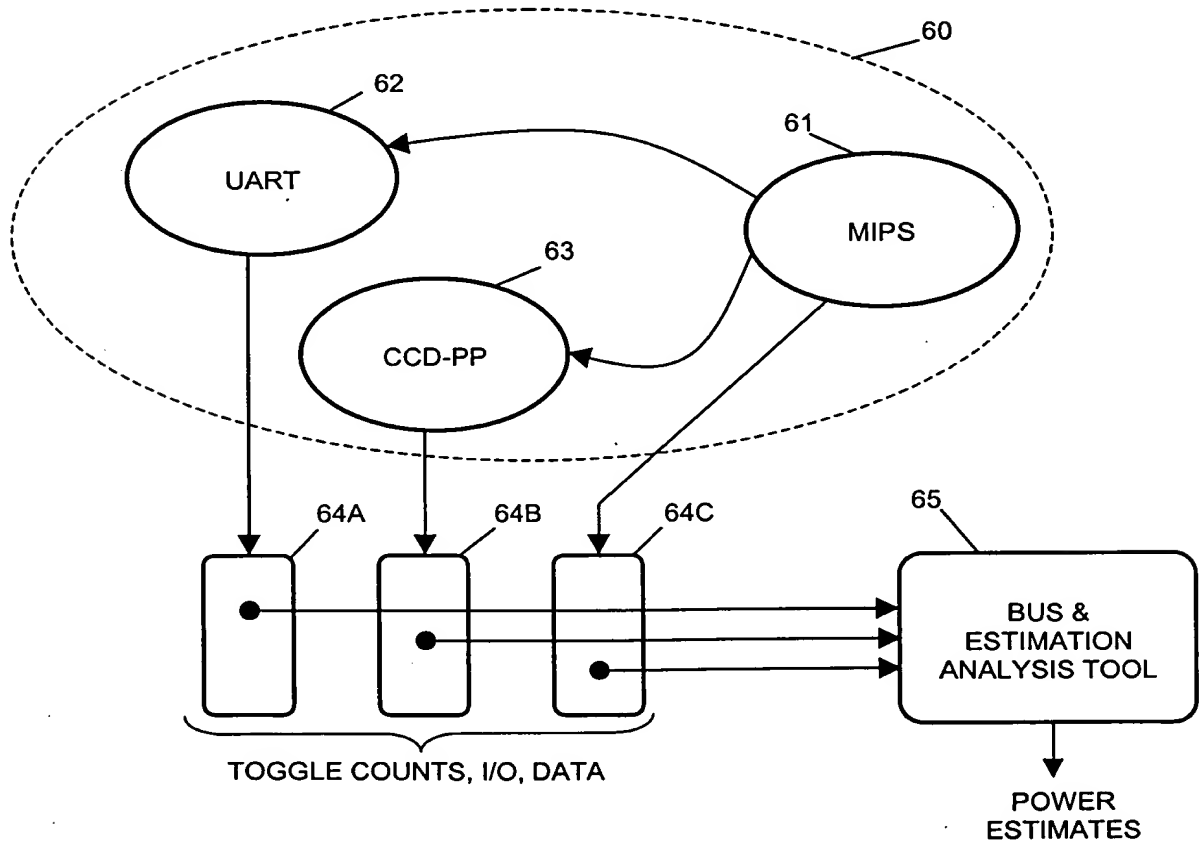 60
62
61
UART
MIPS
63
CCD-PP
64A
64B
64C
65
BUS &
ESTIMATION
ANALYSIS TOOL
TOGGLE COUNTS, I/O, DATA
POWER
ESTIMATES